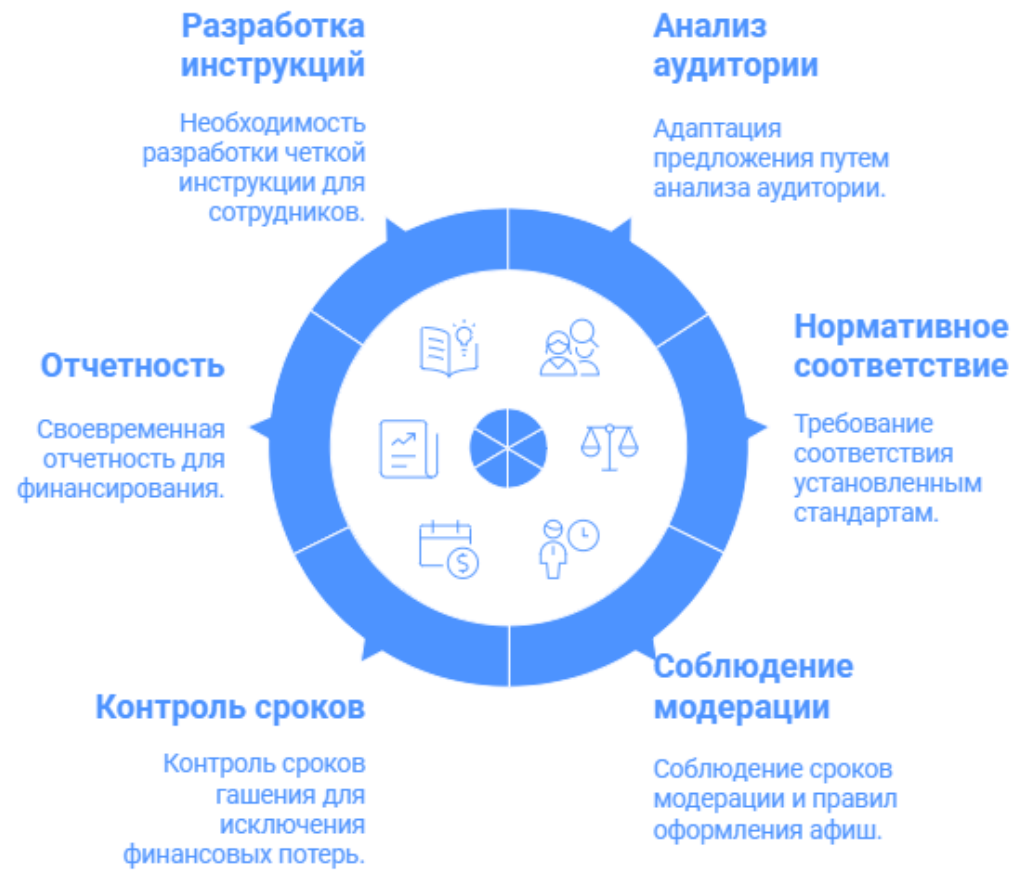 Разработка
инструкций
Необходимость
разработки четкой
инструкции для
сотрудников.
Анализ
аудитории
Адаптация
предложения путем
анализа аудитории.
Нормативное
соответствие
Требование
соответствия
установленным
стандартам.
Отчетность
Своевременная
отчетность для
финансирования.
Соблюдение
модерации
Соблюдение сроков
модерации и правил
оформления афиш.
Контроль сроков
Контроль сроков
гашения для
исключения
финансовых потерь.